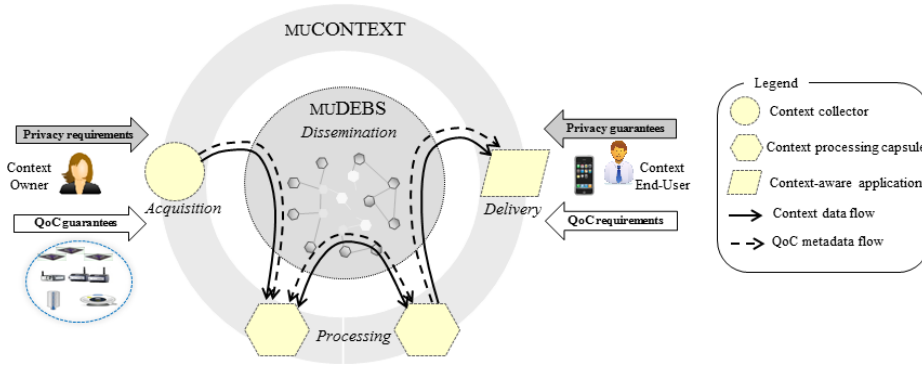 MUCONTEXT
MUDEBS
Dissemination
Privacy requirements
Context
Owner
QoC guarantees
Acquisition
Processing
Delivery
Privacy guarantees
Context
End-User
QoC requirements
Legend
Context collector
Context processing capsule
Context-aware application
Context data flow
QoC metadata flow